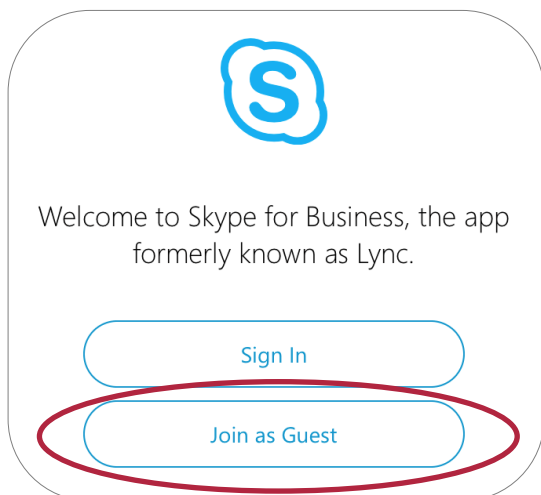 S
Welcome to Skype for Business, the app
formerly known as Lync.
Sign In
Join as Guest